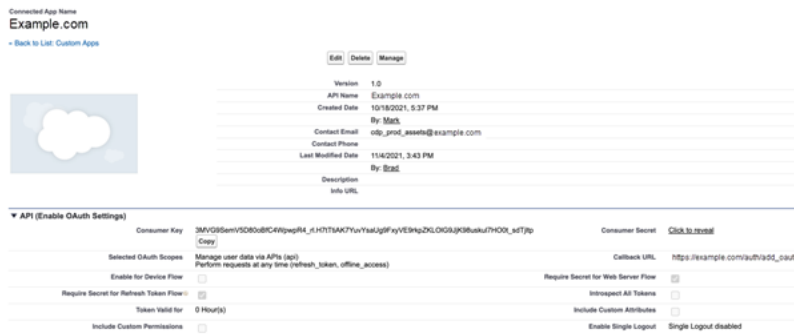 Connected App Name
Example.com
« Back to List: Custom Apps
Edit Delete Manage
Version 1.0
API Name Example.com
Created Date 10/18/2021, 5:37 PM
By: Mark
Contact Email cdp_prod_assets@example.com
Contact Phone
Last Modified Date 11/4/2021, 3:43 PM
By: Brad
Description
Info URL
▼ API (Enable OAuth Settings)
Consumer Key Consumer Secret Click to reveal
Copy
Selected OAuth Scopes Manage user data via APIs (api) Callback URL https://example.com/auth/add_oaut
Perform requests at any time (refresh_token, offline_access)
Enable for Device Flow Require Secret for Web Server Flow
Require Secret for Refresh Token Flow Introspect All Tokens
Token Valid for 0 Hour(s) Include Custom Attributes
Include Custom Permissions Enable Single Logout Single Logout disabled